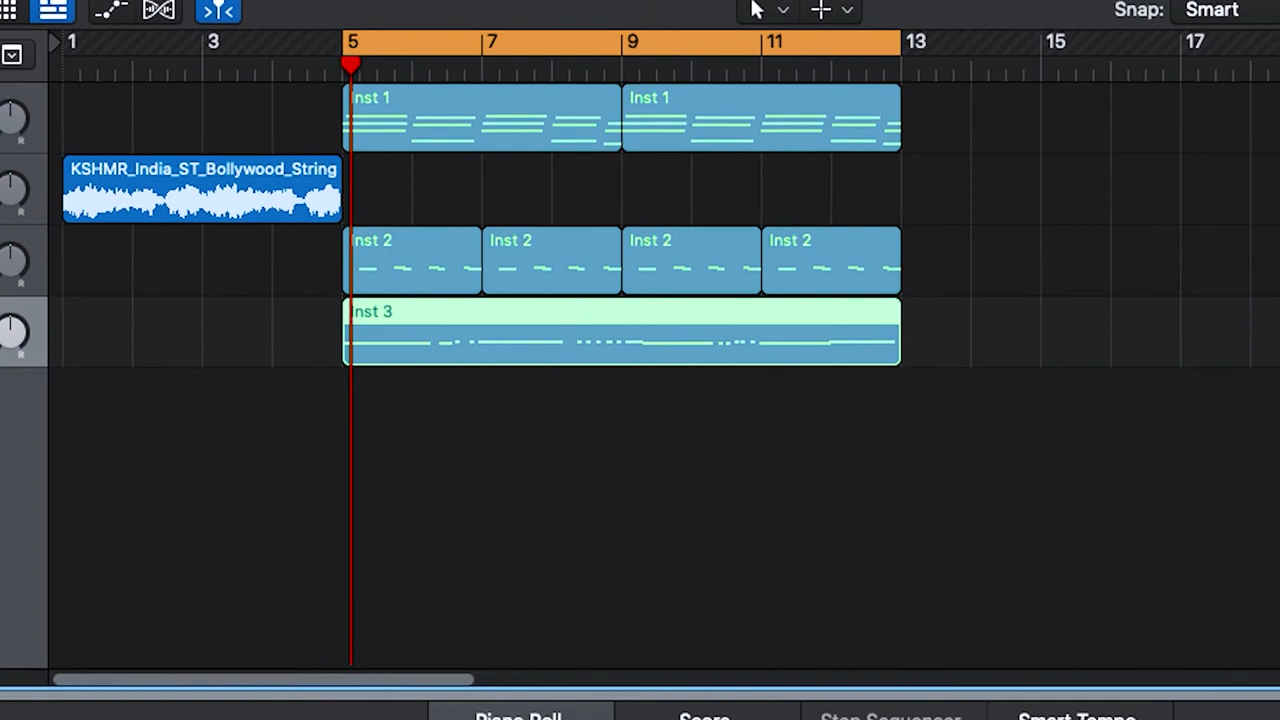 Snap: Smart
1 3 5 7 9 11 13 15 17
Inst 1 Inst 1
R
KSHMR_India_ST_Bollywood_String
R
Inst 2 Inst 2 Inst 2 Inst 2
R
Inst 3
R
Piano Roll Score Step Sequencer Smart Tempo